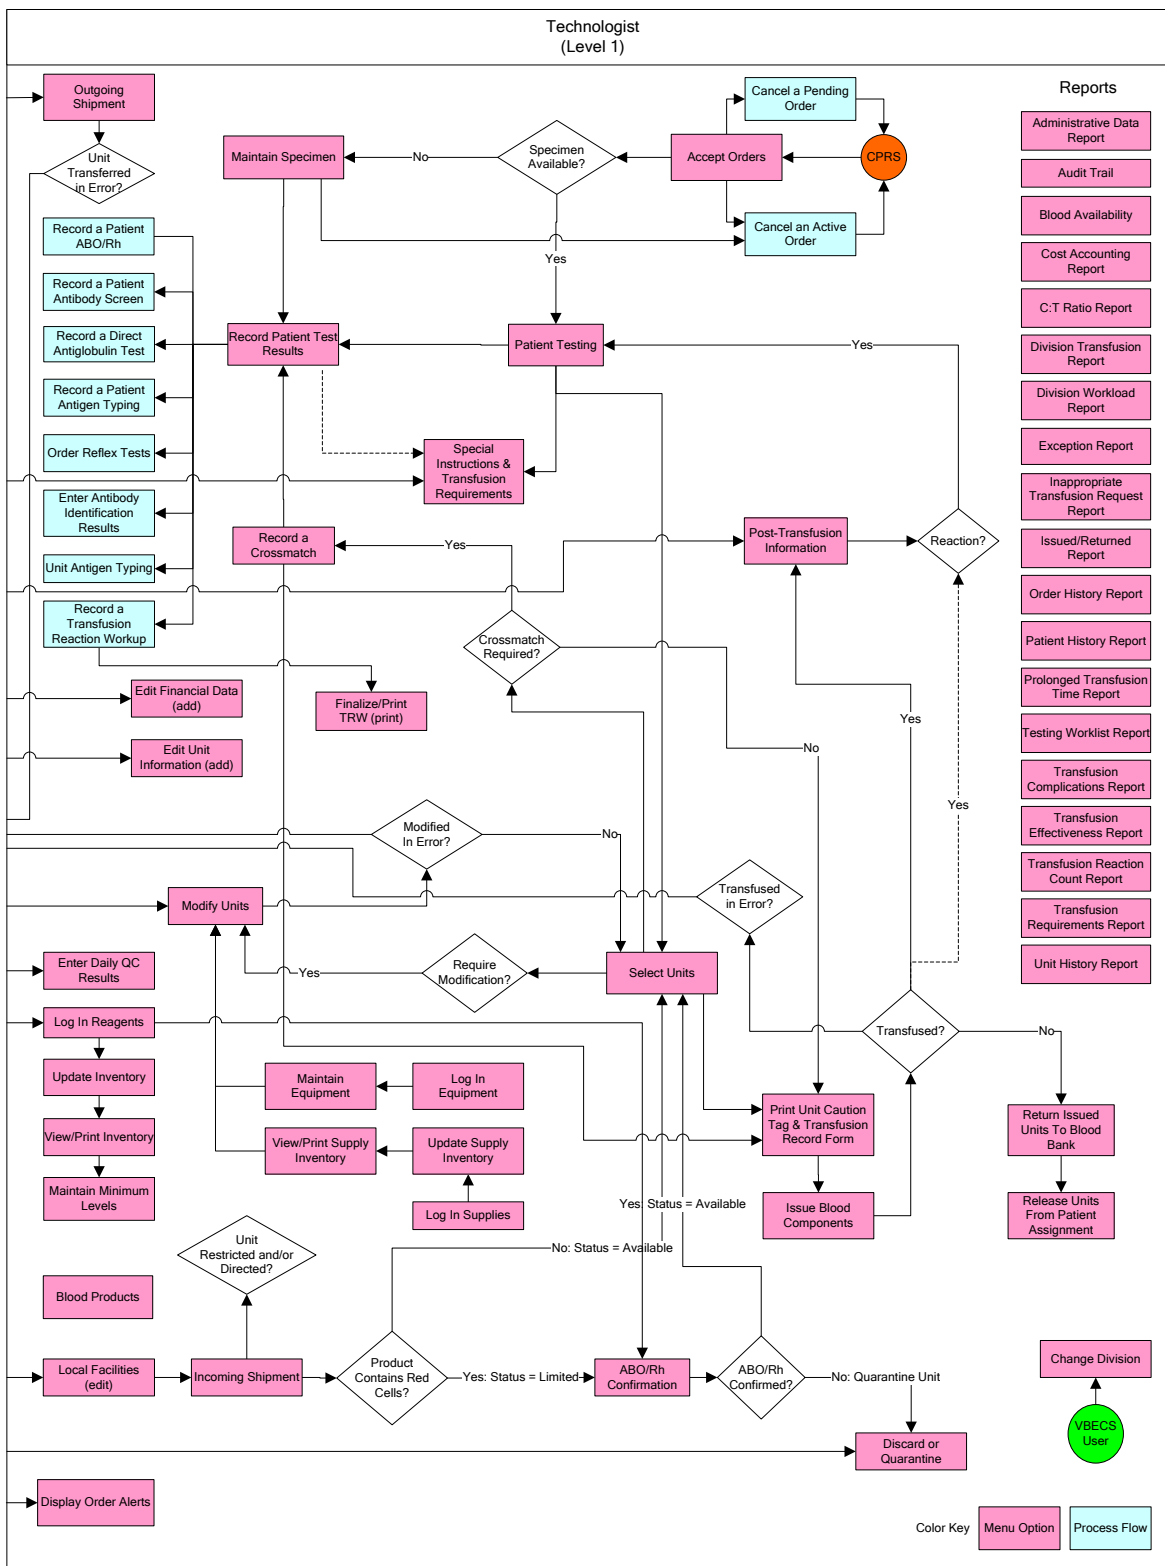 Technologist
(Level 1)
Outgoing
Shipment
Unit
Transferred
in Error?
Maintain Specimen
No
Specimen
Available?
Accept Orders
Cancel a Pending
Order
CPRS
Cancel an Active
Order
Yes
Reports
Administrative Data
Report
Audit Trail
Blood Availability
Cost Accounting
Report
C:T Ratio Report
Division Transfusion
Report
Division Workload
Report
Exception Report
Inappropriate
Transfusion Request
Report
Issued/Returned
Report
Order History Report
Patient History Report
Prolonged Transfusion
Time Report
Testing Worklist Report
Transfusion
Complications Report
Transfusion
Effectiveness Report
Transfusion Reaction
Count Report
Transfusion
Requirements Report
Unit History Report
Record a Patient
ABO/Rh
Record a Patient
Antibody Screen
Record a Direct
Antiglobulin Test
Record a Patient
Antigen Typing
Order Reflex Tests
Enter Antibody
Identification
Results
Unit Antigen Typing
Record a
Transfusion
Reaction Workup
Record Patient Test
Results
Patient Testing
Yes
Special
Instructions &
Transfusion
Requirements
Record a
Crossmatch
Yes
Post-Transfusion
Information
Reaction?
Crossmatch
Required?
Edit Financial Data
(add)
Finalize/Print
TRW (print)
Edit Unit
Information (add)
Yes
No
Yes
Modified
In Error?
No
Transfused
in Error?
Modify Units
Enter Daily QC
Results
Yes
Require
Modification?
Select Units
Log In Reagents
Transfused?
No
Update Inventory
Maintain
Equipment
Log In
Equipment
Print Unit Caution
Tag & Transfusion
Record Form
Return Issued
Units To Blood
Bank
View/Print Inventory
View/Print Supply
Inventory
Update Supply
Inventory
Maintain Minimum
Levels
Log In Supplies
Yes: Status = Available
Issue Blood
Components
Release Units
From Patient
Assignment
Unit
Restricted and/or
Directed?
No: Status = Available
Blood Products
Local Facilities
(edit)
Incoming Shipment
Product
Contains Red
Cells?
Yes: Status = Limited
ABO/Rh
Confirmation
ABO/Rh
Confirmed?
No: Quarantine Unit
Change Division
VBECS
User
Discard or
Quarantine
Display Order Alerts
Color Key
Menu Option
Process Flow